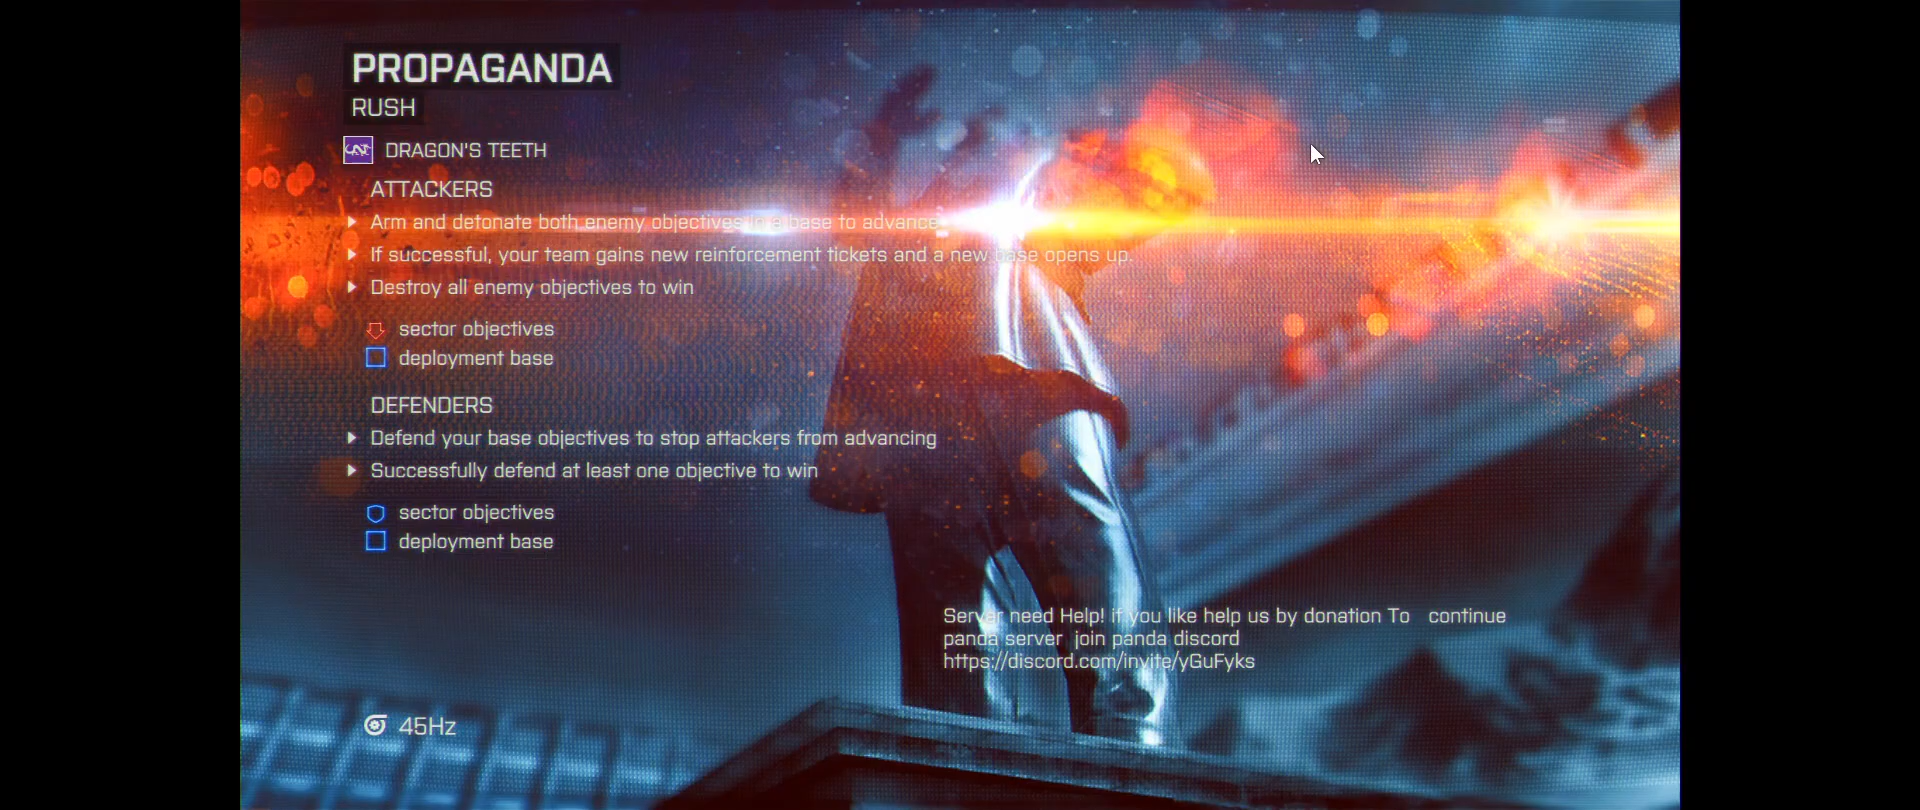 PROPAGANDA
RUSH
DRAGON'S TEETH
ATTACKERS
Arm and detonate both enemy objectives in a base to advance
If successful, your team gains new reinforcement tickets and a new base opens up.
Destroy all enemy objectives to win
sector objectives
deployment base
DEFENDERS
Defend your base objectives to stop attackers from advancing
Successfully defend at least one objective to win
sector objectives
deployment base
Server need Help! if you like help us by donation To continue
panda server join panda discord
https://discord.com/invite/yGuFyks
45Hz